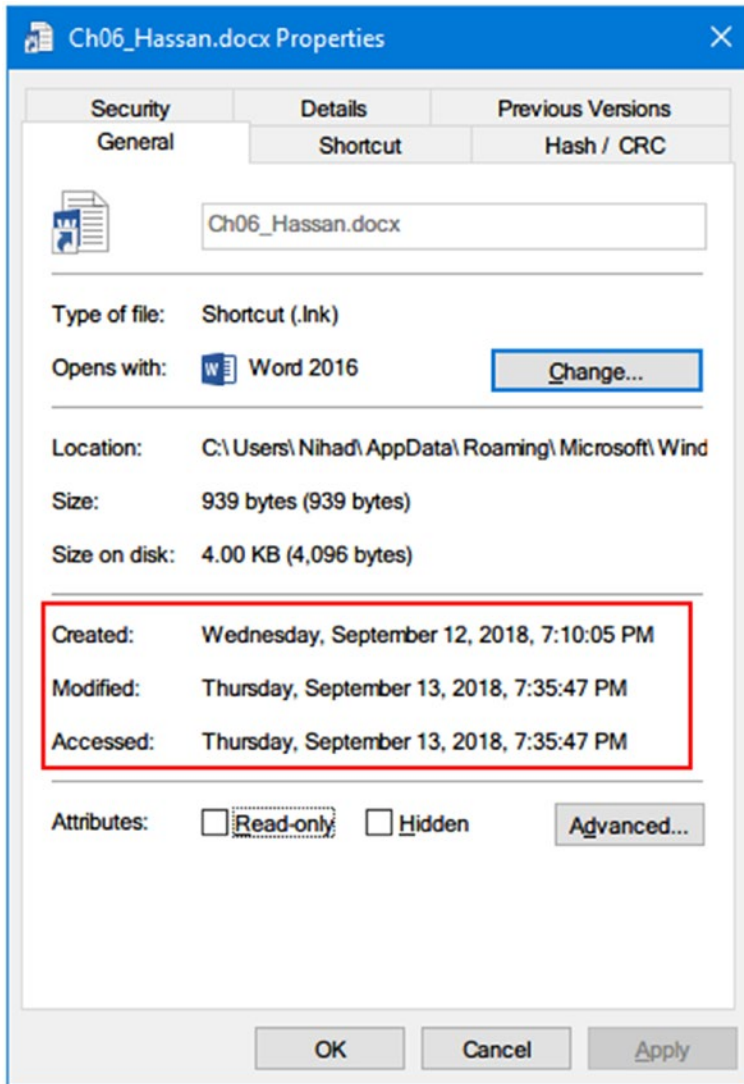 Ch06_Hassan.docx Properties
Security Details Previous Versions
General Shortcut Hash / CRC
Ch06_Hassan.docx
Type of file: Shortcut (.lnk)
Opens with: Word 2016 Change...
Location: C:\Users\Nihad\AppData\Roaming\Microsoft\Wind
Size: 939 bytes (939 bytes)
Size on disk: 4.00 KB (4,096 bytes)
Created: Wednesday, September 12, 2018, 7:10:05 PM
Modified: Thursday, September 13, 2018, 7:35:47 PM
Accessed: Thursday, September 13, 2018, 7:35:47 PM
Attributes: Read-only Hidden Advanced...
OK Cancel Apply